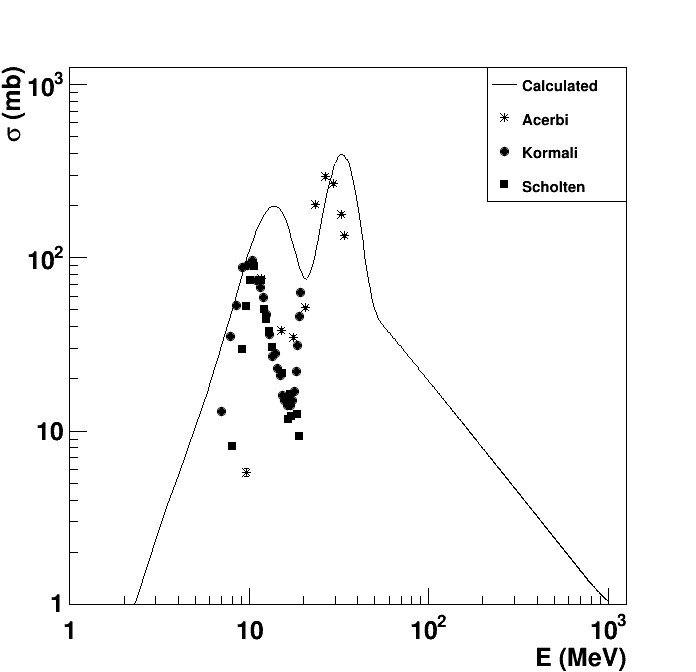 σ (mb)
10³
10²
10
1
Calculated
Acerbi
Kormali
Scholten
1 10 10² 10³
E (MeV)